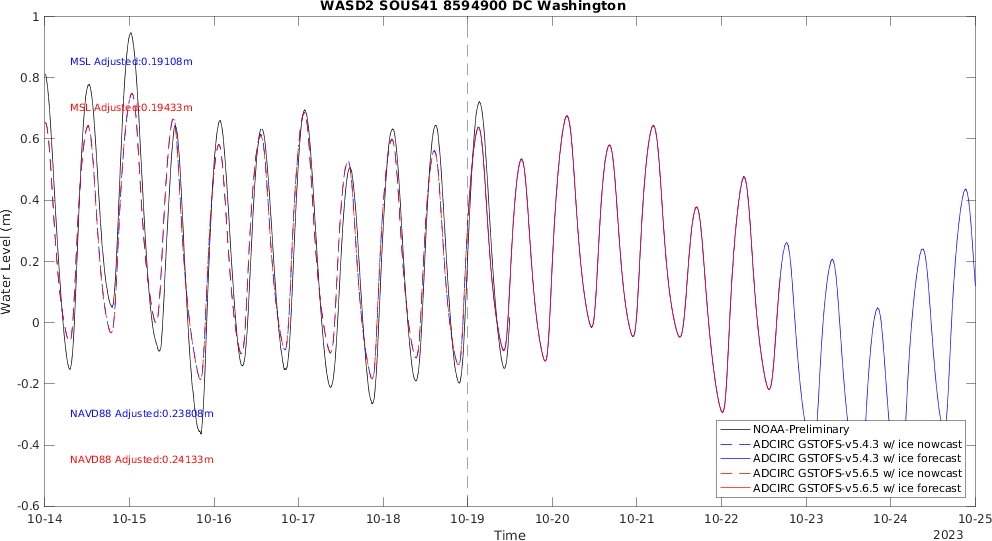 WASD2 SOUS41 8594900 DC Washington
1
0.8
0.6
0.4
0.2
0
-0.2
-0.4
-0.6
Water Level (m)
MSL Adjusted:0.19108m
MSL Adjusted:0.19433m
NAVD88 Adjusted:0.23808m
NAVD88 Adjusted:0.24133m
NOAA-Preliminary
ADCIRC GSTOFS-v5.4.3 w/ ice nowcast
ADCIRC GSTOFS-v5.4.3 w/ ice forecast
ADCIRC GSTOFS-v5.6.5 w/ ice nowcast
ADCIRC GSTOFS-v5.6.5 w/ ice forecast
10-14 10-15 10-16 10-17 10-18 10-19 10-20 10-21 10-22 10-23 10-24 10-25
Time
2023